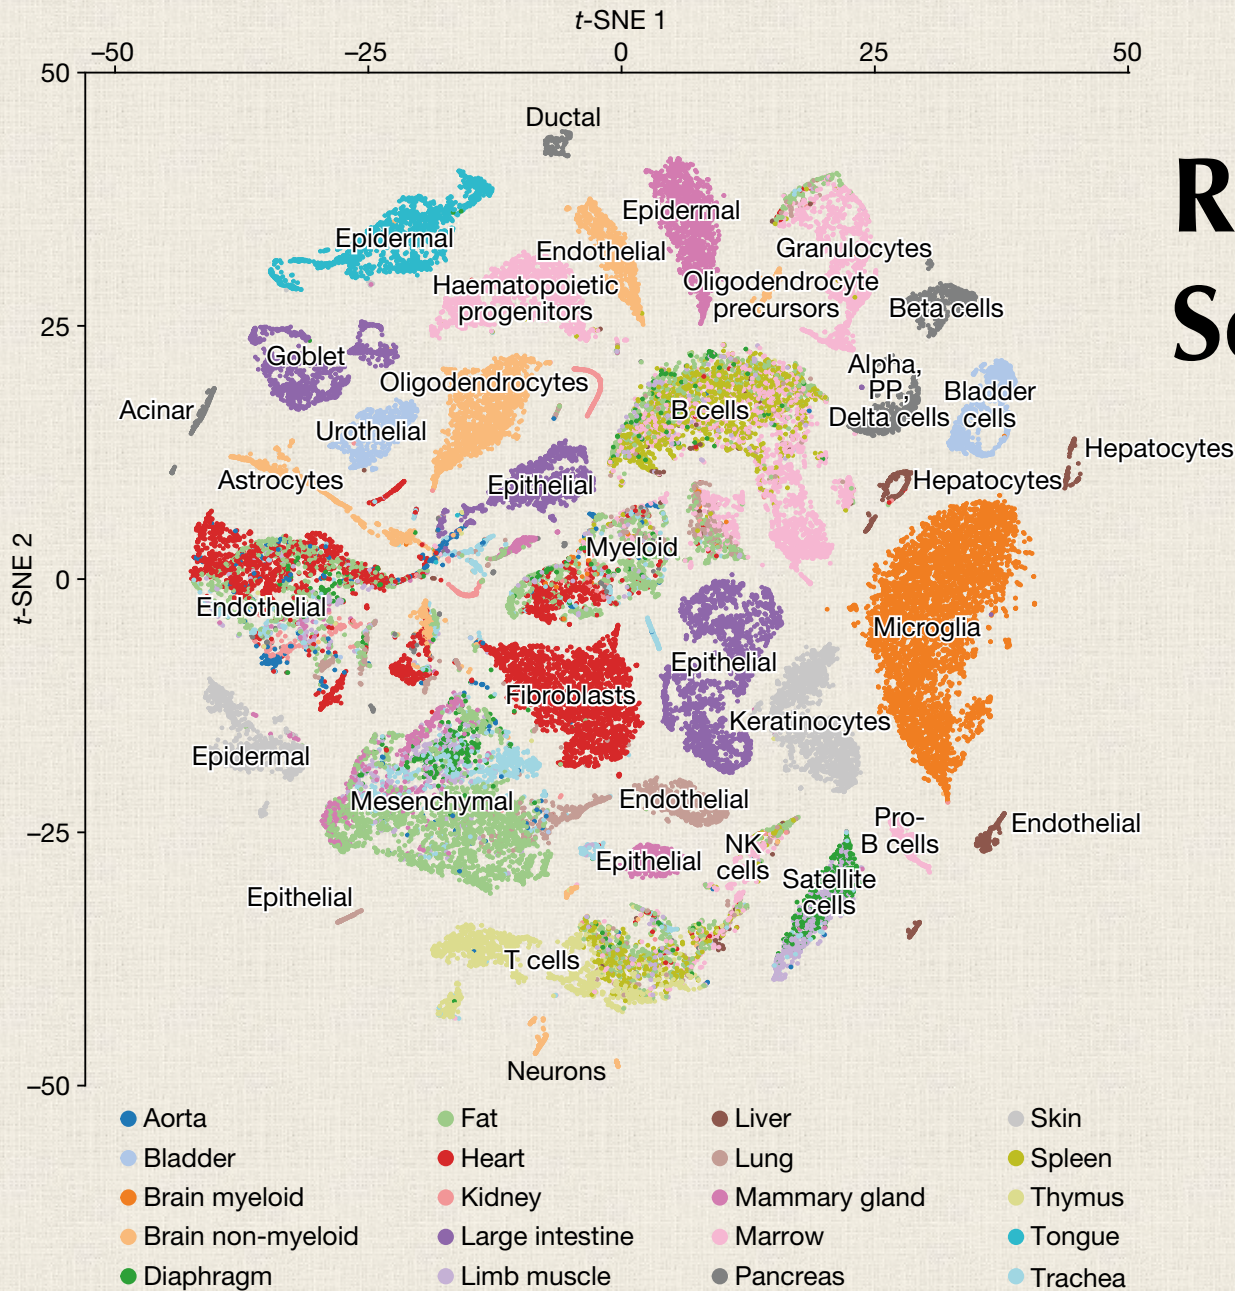 t-SNE 1
−50 −25 0 25 50
50
25
0
−25
−50
t-SNE 2
Ductal
Epidermal
Epidermal
Endothelial
Granulocytes
Haematopoietic
progenitors
Oligodendrocyte
precursors
Beta cells
Goblet
Oligodendrocytes
Alpha,
PP,
Delta cells
Bladder
cells
Acinar
B cells
Urothelial
Hepatocytes
Astrocytes
Epithelial
Hepatocytes
Myeloid
Endothelial
Microglia
Epithelial
Fibroblasts
Keratinocytes
Epidermal
Mesenchymal
Endothelial
Pro-
B cells
Endothelial
NK
cells
Epithelial
Satellite
cells
Epithelial
T cells
Neurons
Aorta
Bladder
Brain myeloid
Brain non-myeloid
Diaphragm
Fat
Heart
Kidney
Large intestine
Limb muscle
Liver
Lung
Mammary gland
Marrow
Pancreas
Skin
Spleen
Thymus
Tongue
Trachea